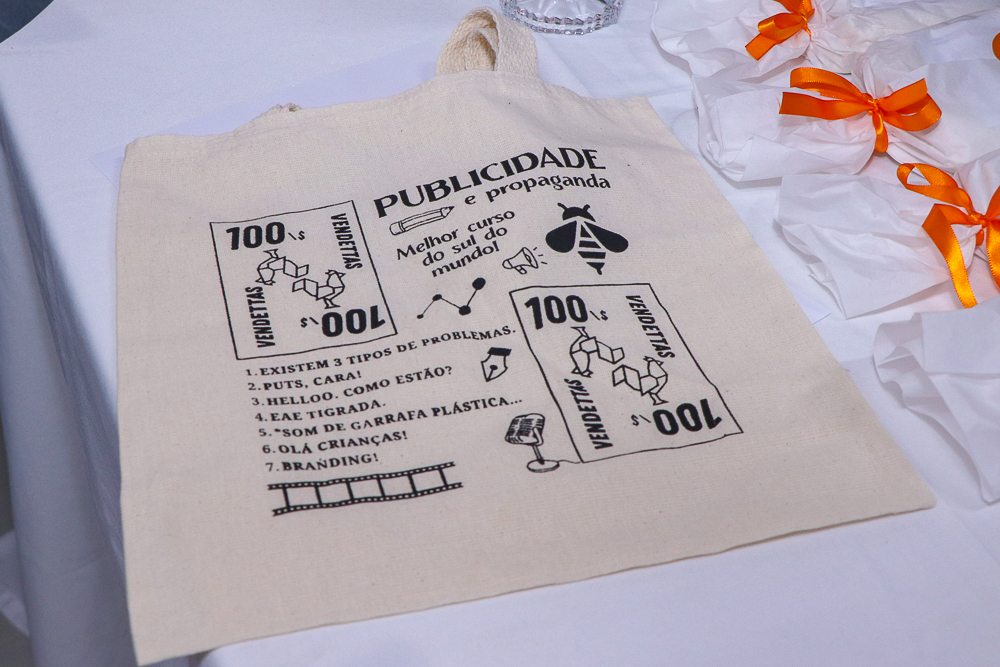 PUBLICIDADE
e propaganda
Melhor curso
do sul do
mundo!
100\s
VENDETTAS
VENDETTAS
100\s
100\s
VENDETTAS
VENDETTAS
100\s
1. EXISTEM 3 TIPOS DE PROBLEMAS.
2. PUTS, CARA!
3. HELLOO. COMO ESTÃO?
4. EAE TIGRADA.
5. *SOM DE GARRAFA PLÁSTICA...
6. OLÁ CRIANÇAS!
7. BRANDING!